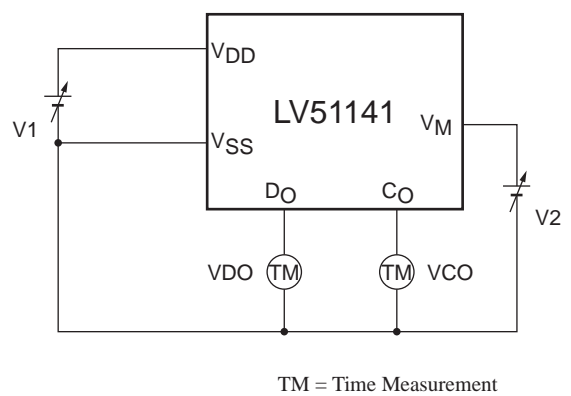 VDD
LV51141
V1
VSS
VM
DO
CO
V2
VDO
TM
TM
VCO
TM = Time Measurement